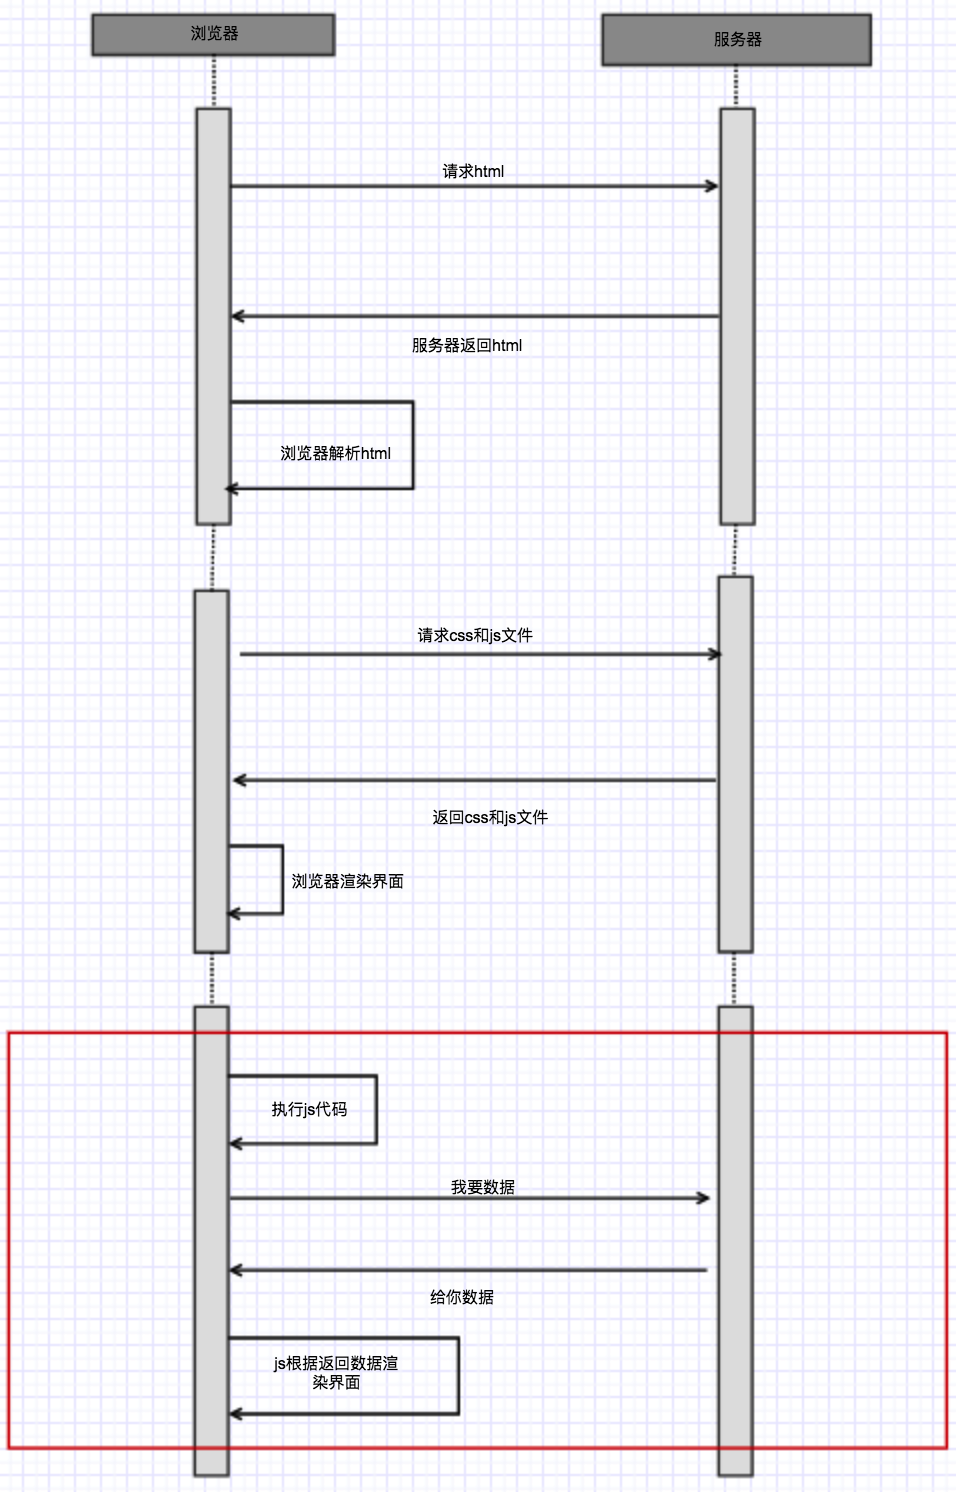 浏览器
服务器
请求html
服务器返回html
浏览器解析html
请求css和js文件
返回css和js文件
浏览器渲染界面
执行js代码
我要数据
给你数据
js根据返回数据渲
染界面